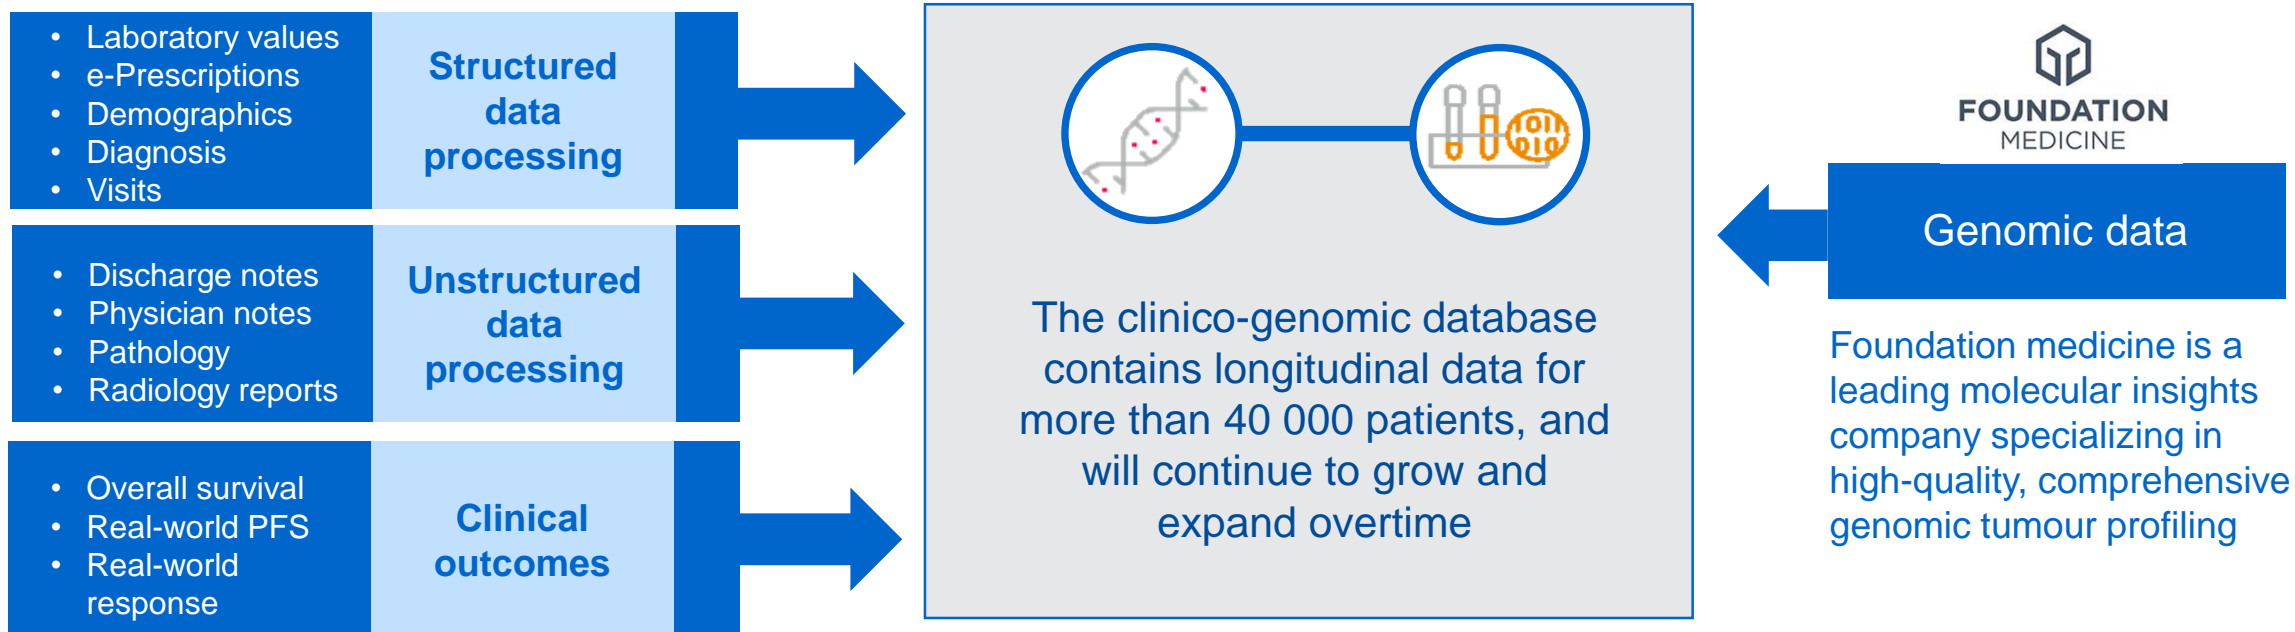 • Laboratory values
• e-Prescriptions
• Demographics
• Diagnosis
• Visits
Structured
data
processing
• Discharge notes
• Physician notes
• Pathology
• Radiology reports
Unstructured
data
processing
• Overall survival
• Real-world PFS
• Real-world
response
Clinical
outcomes
1011
010
The clinico-genomic database
contains longitudinal data for
more than 40 000 patients, and
will continue to grow and
expand overtime
FOUNDATION
MEDICINE
Genomic data
Foundation medicine is a
leading molecular insights
company specializing in
high-quality, comprehensive
genomic tumour profiling